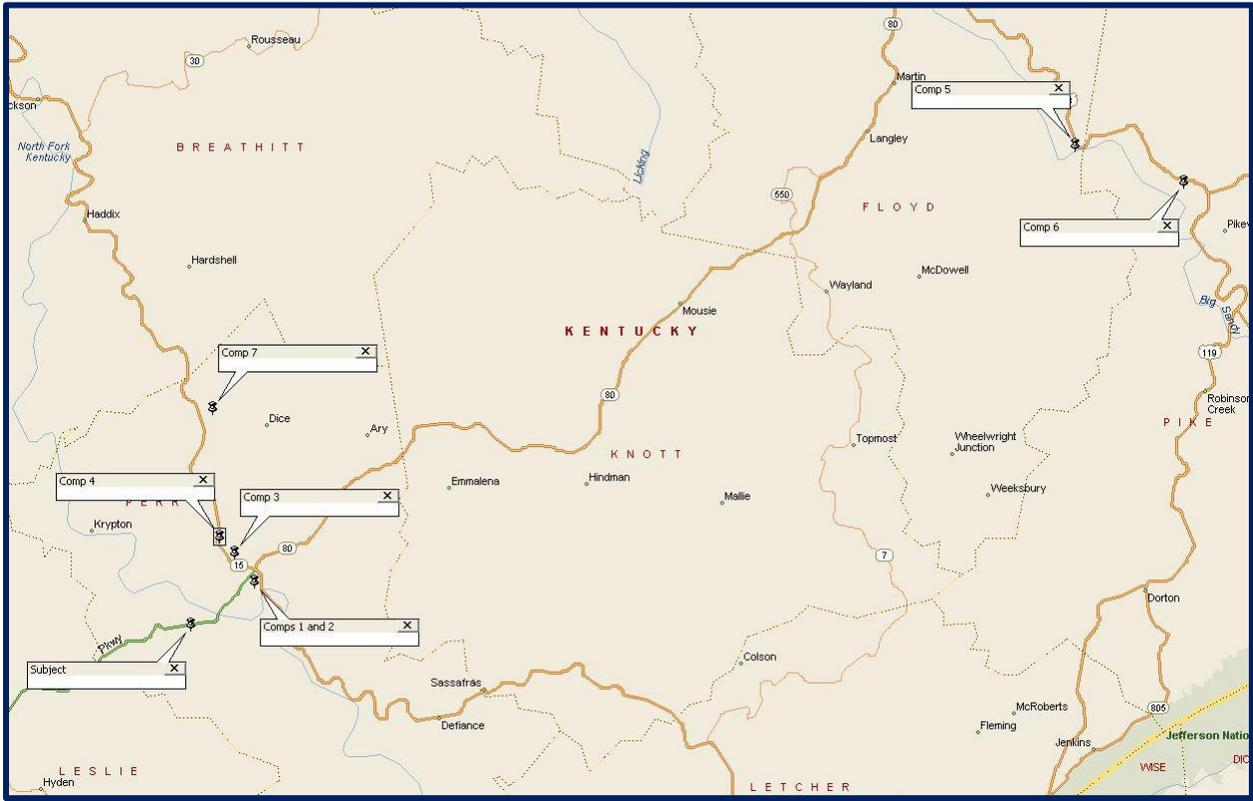 80
Rousseau
30
Martin
Comp 5
ckson
Langley
North Fork
Kentucky
BREATHITT
Licking
550
FLOYD
Haddix
Comp 6
Pikev
Hardshell
McDowell
Wayland
Big Sandy
Mousie
KENTUCKY
Comp 7
119
80
Robinson
Creek
Dice
Ary
PIKE
Topmost
Wheelwright
Junction
KNOTT
Comp 4
Emmalena
Hindman
Weeksbury
PERR
Comp 3
Mallie
Krypton
80
7
15
Dorton
Comps 1 and 2
Pkwy
Subject
Colson
Sassafras
McRoberts
805
Defiance
Fleming
Jefferson Natio
Jenkins
LESLIE
WISE
DIC
Hyden
LETCHER